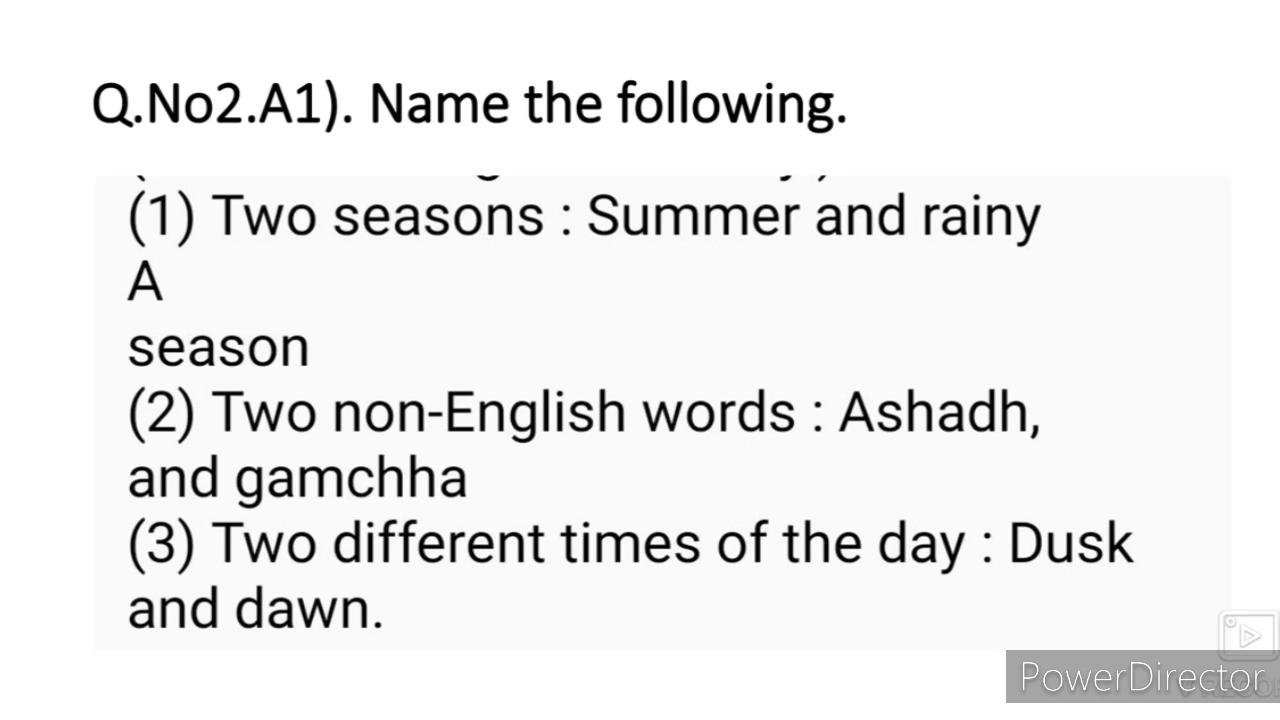 Q.No2.A1). Name the following.
(1) Two seasons : Summer and rainy
A
season
(2) Two non-English words : Ashadh,
and gamchha
(3) Two different times of the day : Dusk
and dawn.
PowerDirector